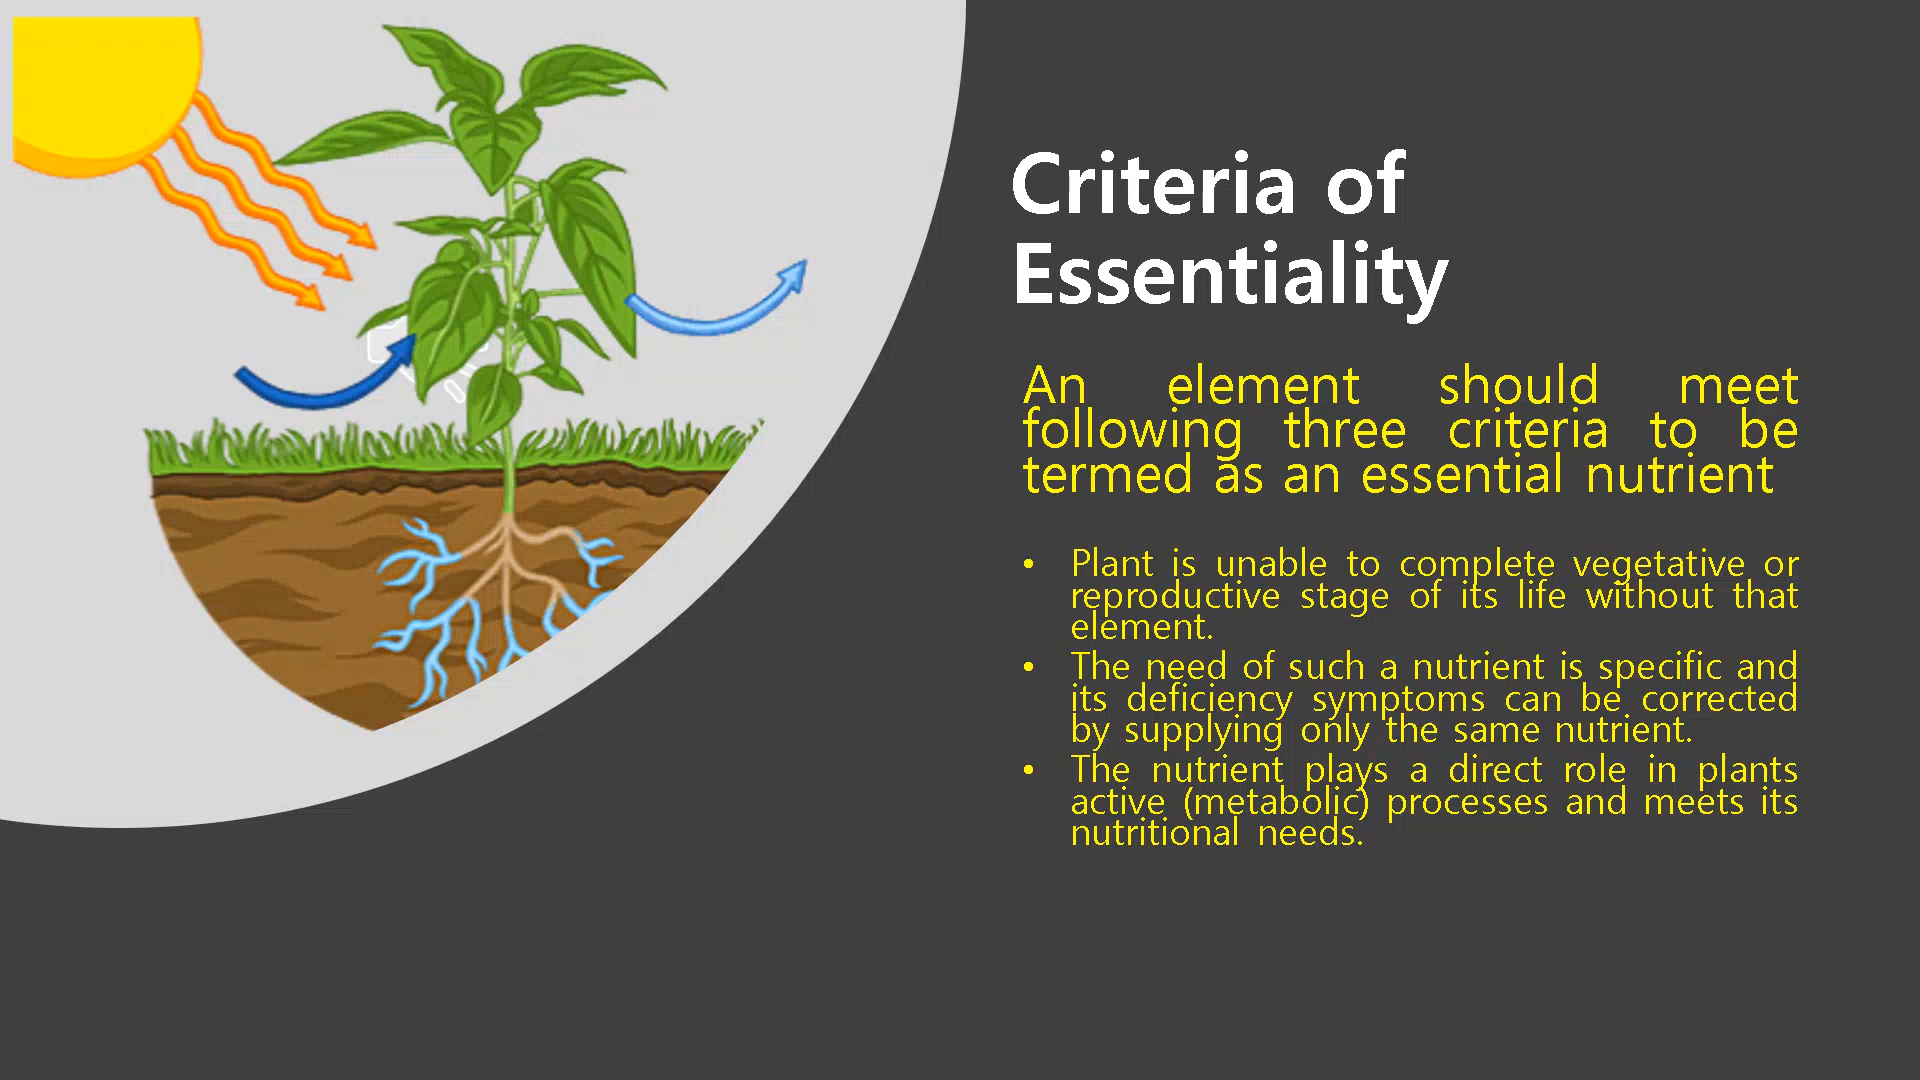 Criteria of
Essentiality
An element should meet
following three criteria to be
termed as an essential nutrient
• Plant is unable to complete vegetative or
reproductive stage of its life without that
element.
• The need of such a nutrient is specific and
its deficiency symptoms can be corrected
by supplying only the same nutrient.
• The nutrient plays a direct role in plants
active (metabolic) processes and meets its
nutritional needs.